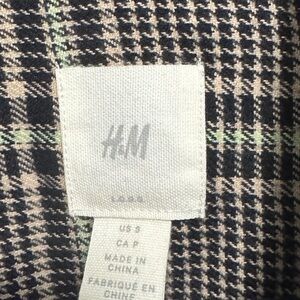 H&M
L.O.G.G.
US S
CA P
MADE IN
CHINA
FABRIQUÉ EN
CHINE